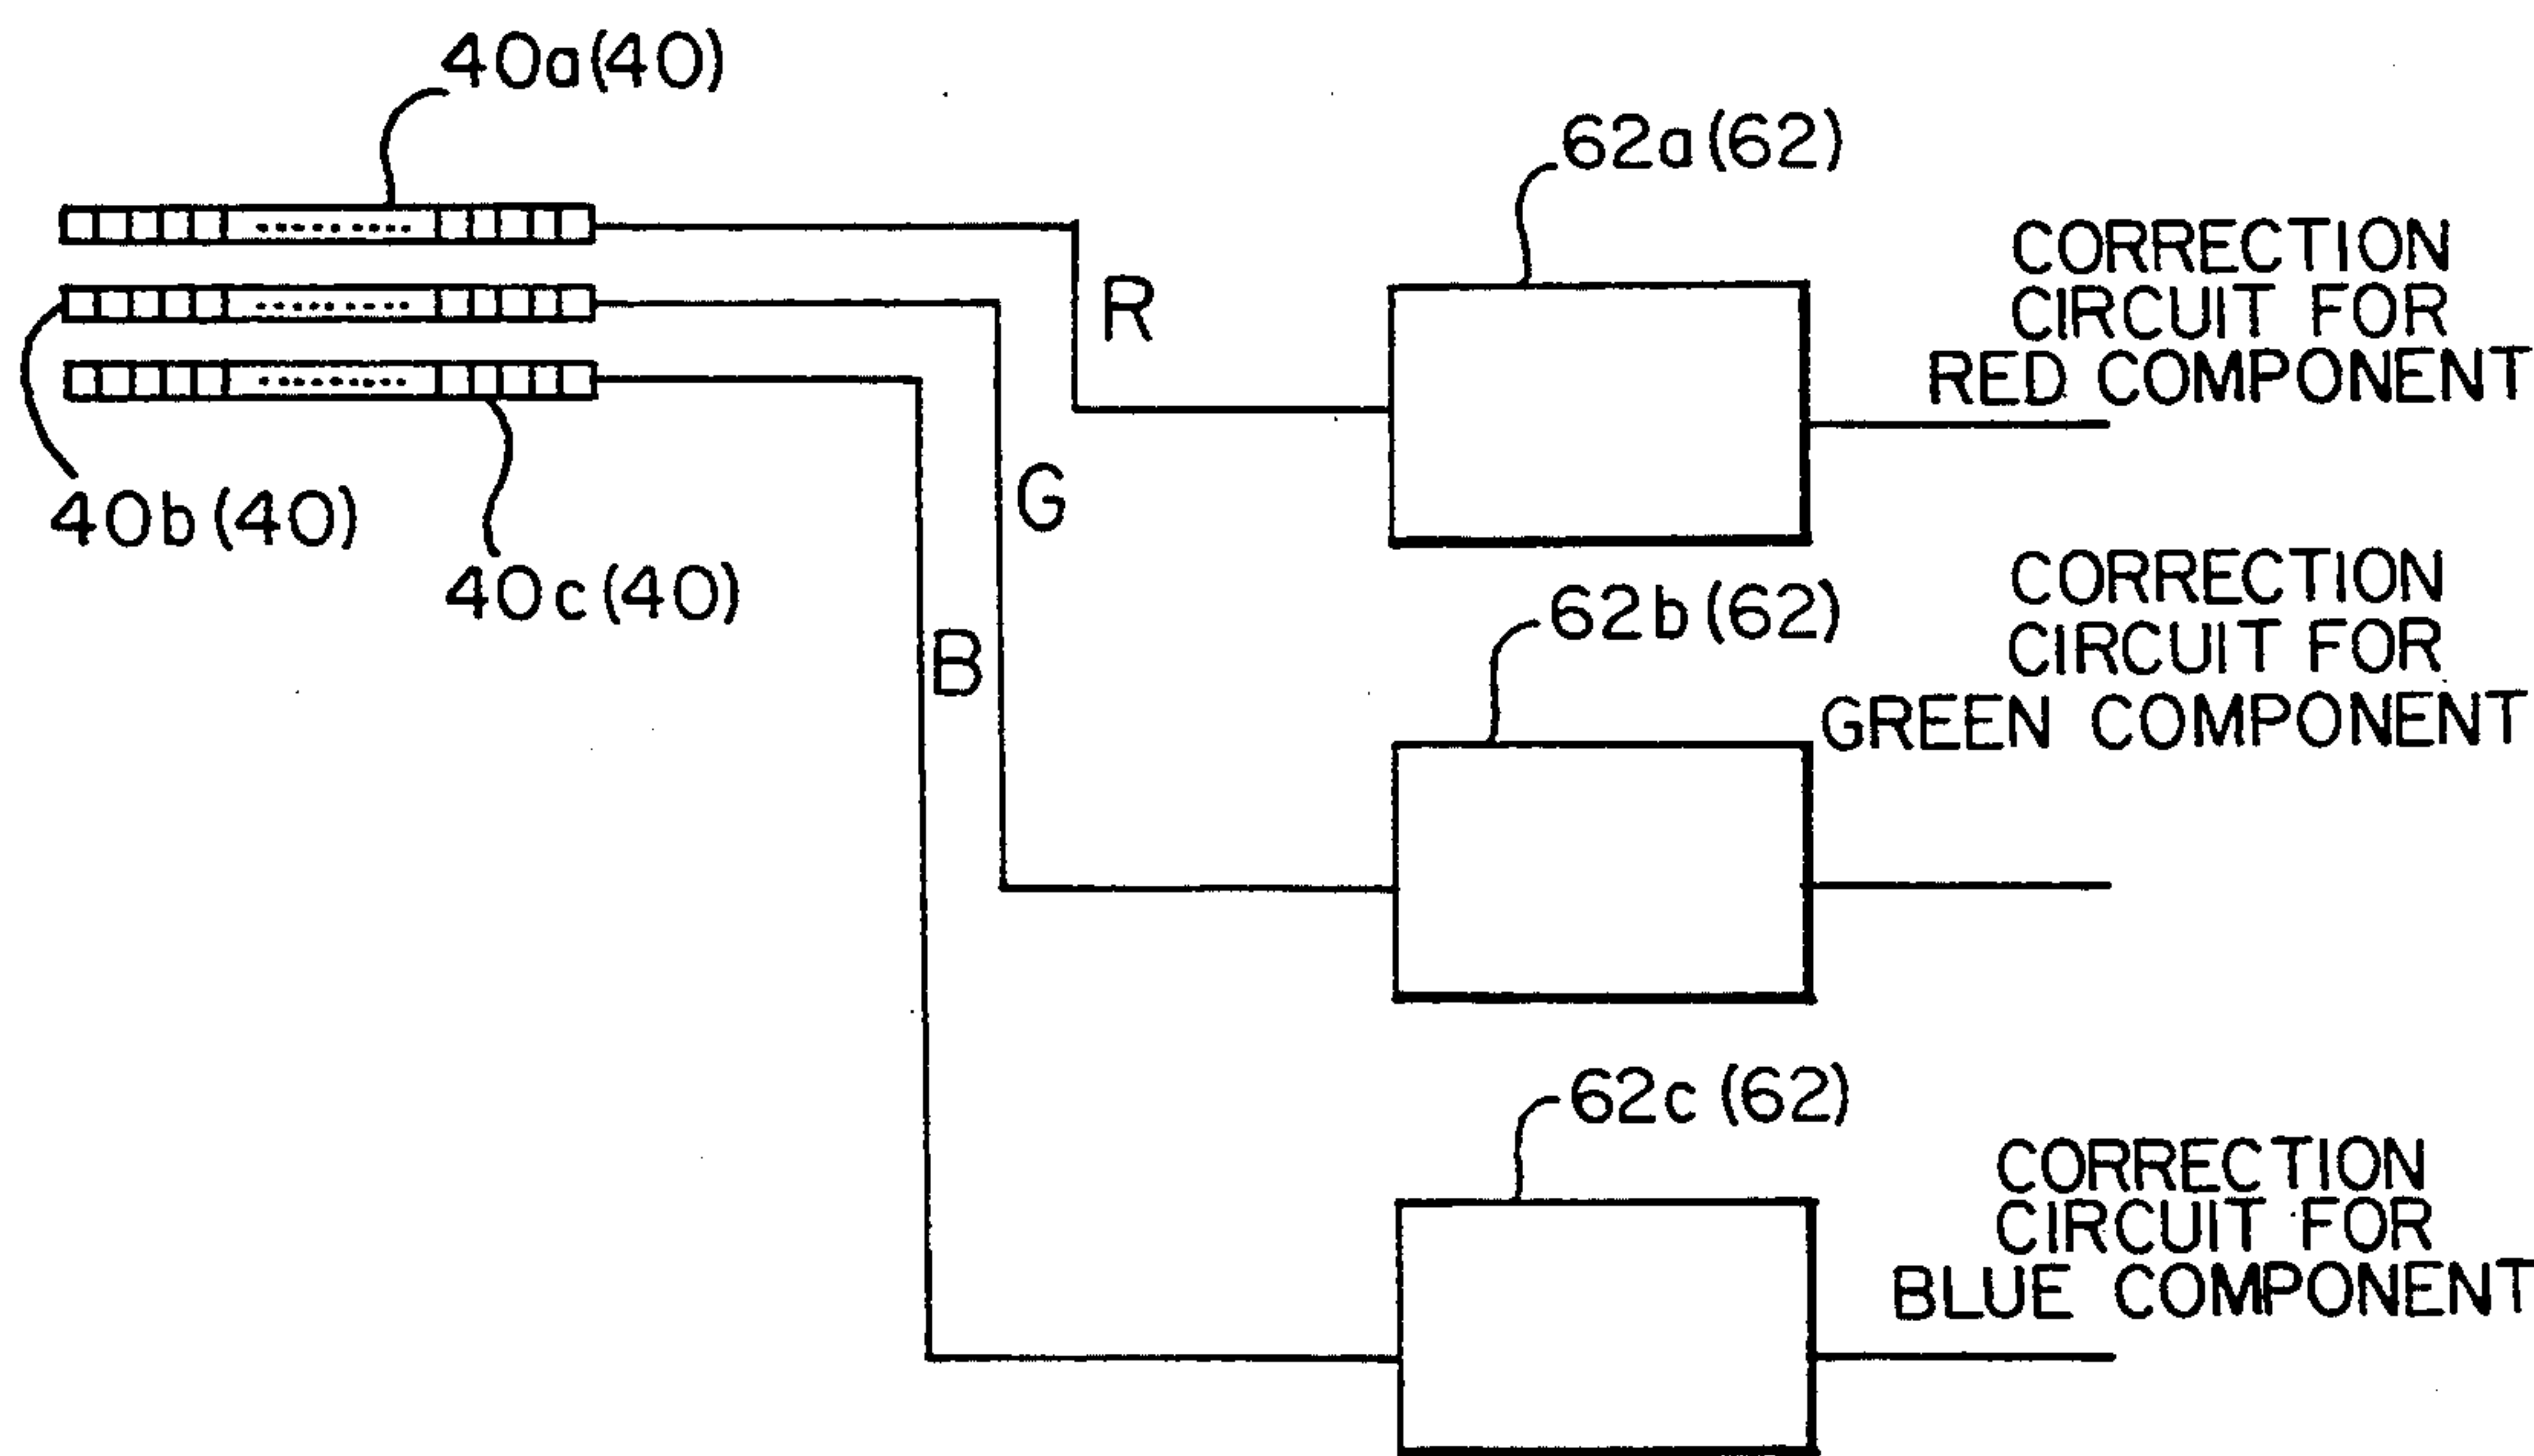 40a(40)
62a(62)
R
CORRECTION
CIRCUIT FOR
RED COMPONENT
40b(40)
G
40c(40)
62b(62)
CORRECTION
CIRCUIT FOR
GREEN COMPONENT
B
62c(62)
CORRECTION
CIRCUIT FOR
BLUE COMPONENT